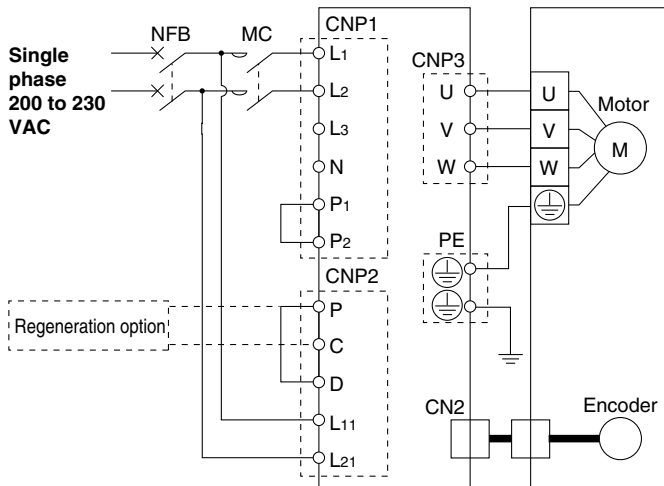 Single
phase
200 to 230
VAC
NFB
MC
CNP1
L1
L2
L3
N
P1
P2
CNP2
P
C
D
L11
L21
Regeneration option
CNP3
U
V
W
PE
CN2
U
V
W
Motor
M
Encoder